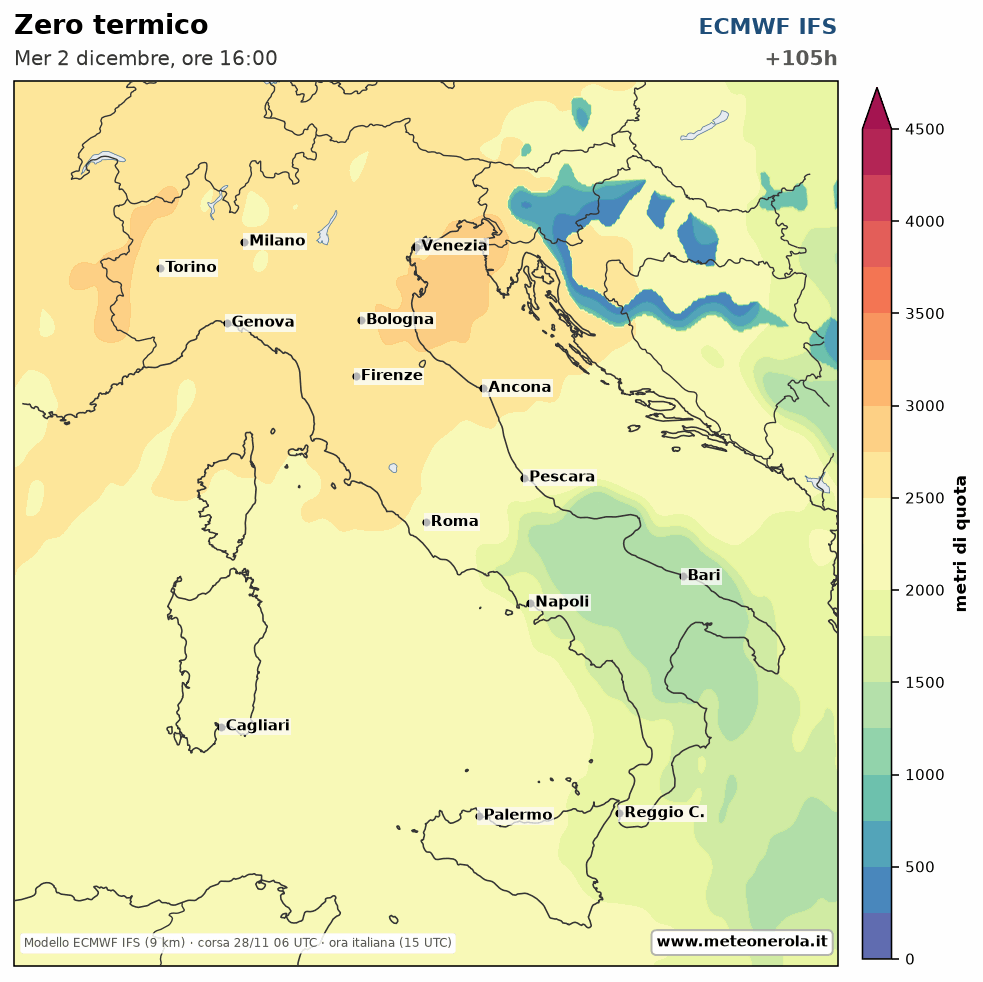 Zero termico
ECMWF IFS
Mer 2 dicembre, ore 16:00
+105h
4500
4000
3500
3000
2500
2000
1500
1000
500
0
metri di quota
Milano
Venezia
Torino
Genova
Bologna
Firenze
Ancona
Pescara
Roma
Bari
Napoli
Cagliari
Palermo
Reggio C.
Modello ECMWF IFS (9 km) · corsa 28/11 06 UTC · ora italiana (15 UTC)
www.meteonerola.it